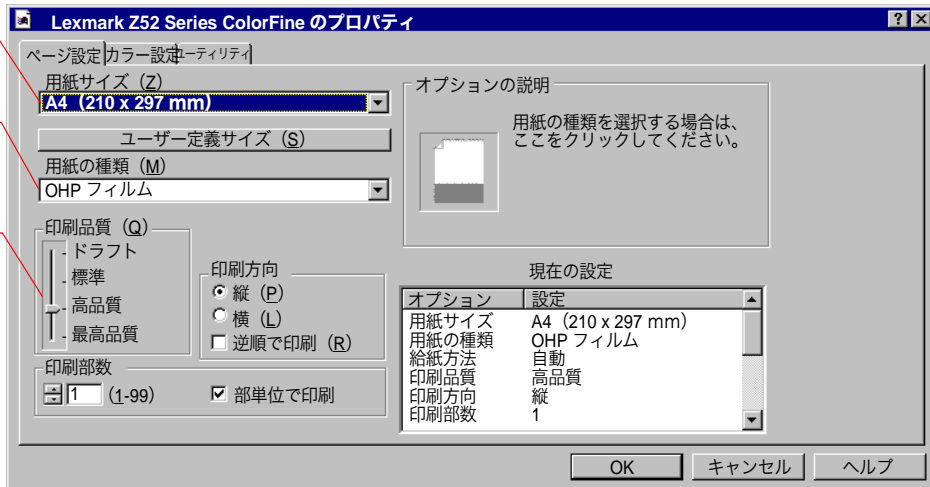 Lexmark Z52 Series ColorFine のプロパティ
ページ設定 カラー設定 ユーティリティ
用紙サイズ（Z）
A4（210 x 297 mm）
ユーザー定義サイズ（S）
用紙の種類（M）
OHP フィルム
印刷品質（Q）
ドラフト
標準
高品質
最高品質
印刷方向
縦（P）
横（L）
逆順で印刷（R）
印刷部数
1 (1-99)
部単位で印刷
オプションの説明
用紙の種類を選択する場合は、
ここをクリックしてください。
現在の設定
オプション 設定
用紙サイズ A4（210 x 297 mm）
用紙の種類 OHP フィルム
給紙方法 自動
印刷品質 高品質
印刷方向 縦
印刷部数 1
OK キャンセル ヘルプ